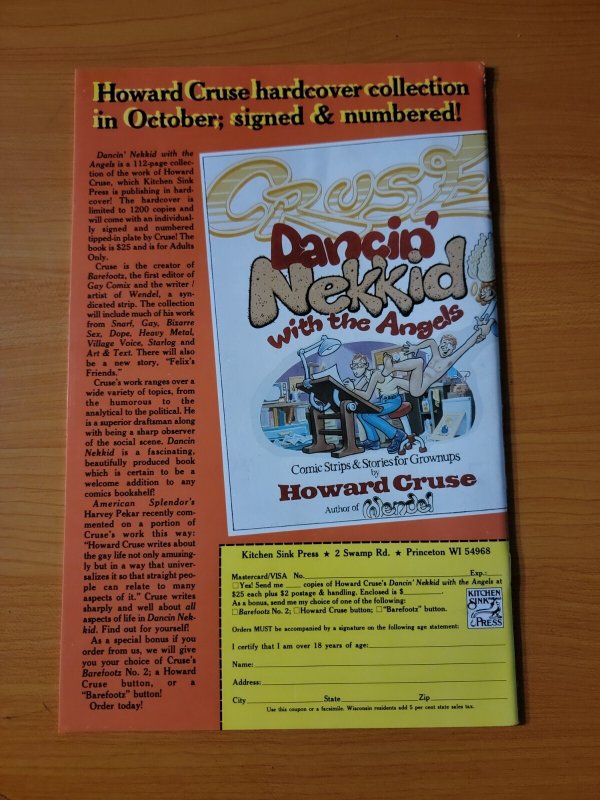 Howard Cruse hardcover collection
in October; signed & numbered!
Dancin' Nekkid with the
Angels is a 112-page collec-
tion of the work of Howard
Cruse, which Kitchen Sink
Press is publishing in hard-
cover! The hardcover is
limited to 1200 copies and
will come with an individual-
ly signed and numbered
tipped-in plate by Cruse! The
book is $25 and is for Adults
Only.
Cruse is the creator of
Barefootz, the first editor of
Gay Comix and the writer /
artist of Wendel, a syn-
dicated strip. The collection
will include much of his work
from Snarf, Gay, Bizarre
Sex, Dope, Heavy Metal,
Village Voice, Starlog and
Art & Text. There will also
be a new story, "Felix's
Friends."
Cruse's work ranges over a
wide variety of topics, from
the humorous to the
analytical to the political. He
is a superior draftsman along
with being a sharp observer
of the social scene. Dancin
Nekkid is a fascinating,
beautifully produced book
which is certain to be a
welcome addition to any
comics bookshelf!
American Splendor's
Harvey Pekar recently com-
mented on a portion of
Cruse's work this way:
"Howard Cruse writes about
the gay life not only amusing-
ly but in a way that univer-
salizes it so that straight peo-
ple can relate to many
aspects of it." Cruse writes
sharply and well about all
aspects of life in Dancin Nek-
kid. Find out for yourself!
As a special bonus if you
order from us, we will give
you your choice of Cruse's
Barefootz No. 2; a Howard
Cruse button, or a
"Barefootz" button!
Order today!
CRUSE
Dancin'
Nekkid
with the Angels
Comic Strips & Stories for Grownups
by
Howard Cruse
Author of Wendel
Kitchen Sink Press ★ 2 Swamp Rd. ★ Princeton WI 54968
Mastercard/VISA No. Exp.:
☐ Yes! Send me ____ copies of Howard Cruse's Dancin' Nekkid with the Angels at
$25 each plus $2 postage & handling. Enclosed is $________.
As a bonus, send me my choice of one of the following:
☐ Barefootz No. 2; ☐ Howard Cruse button; ☐ "Barefootz" button.
KITCHEN
SINK
PRESS
Orders MUST be accompanied by a signature on the following age statement:
I certify that I am over 18 years of age:
Name:
Address:
City State Zip
Use this coupon or a facsimile. Wisconsin residents add 5 per cent state sales tax.